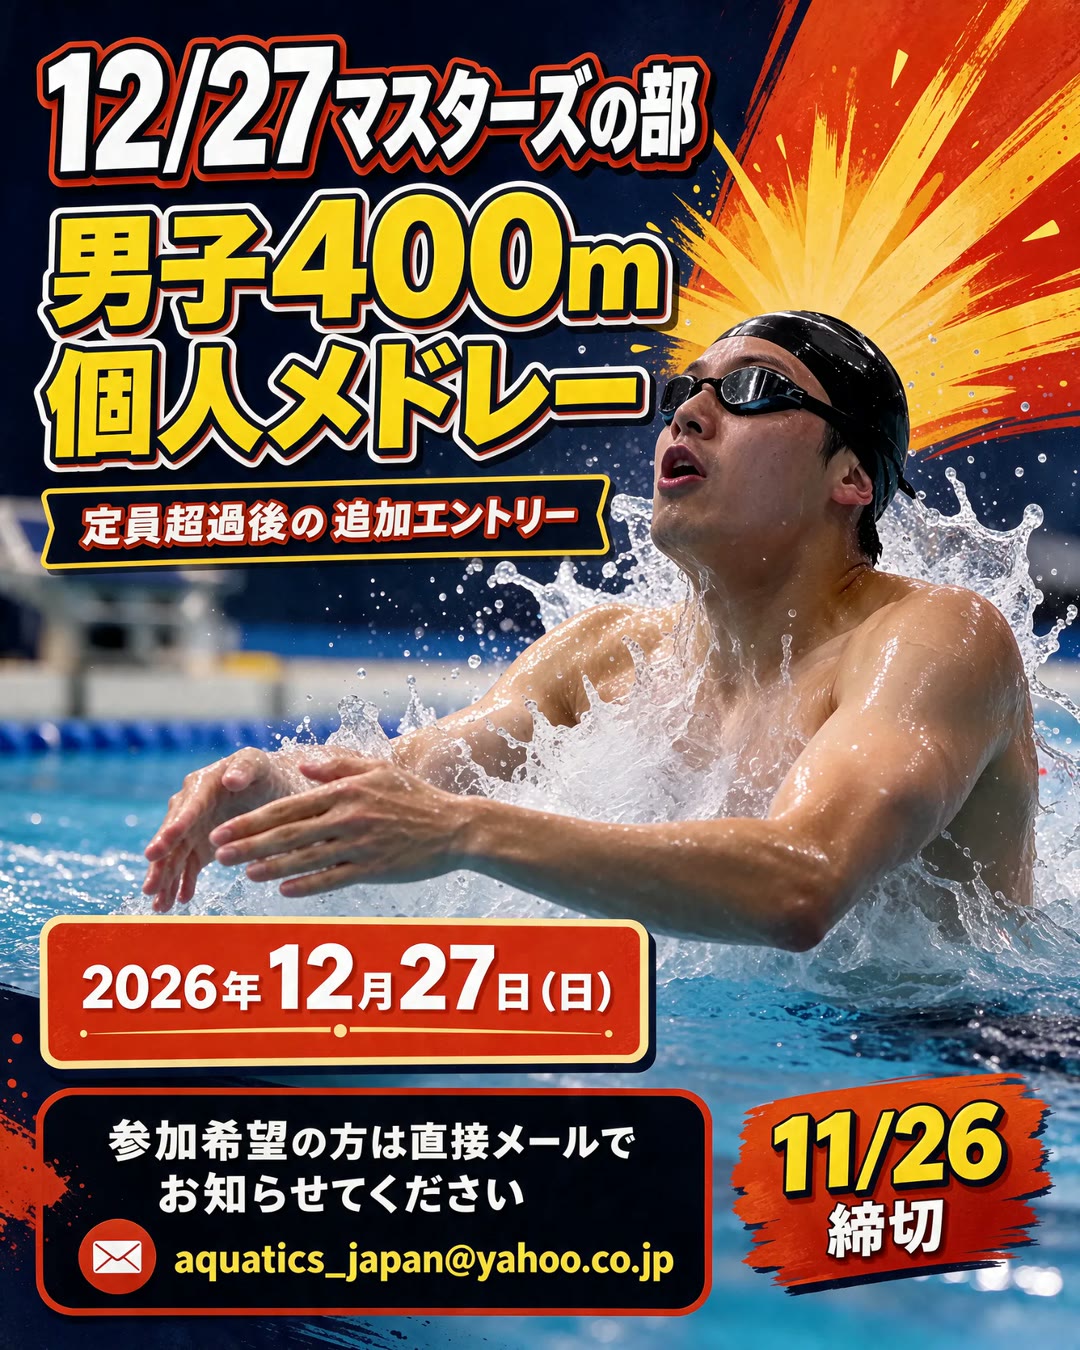 12/27マスターズの部
男子400m
個人メドレー
定員超過後の 追加エントリー
2026年12月27日(日)
参加希望の方は直接メールで
お知らせてください
aquatics_japan@yahoo.co.jp
11/26
締切